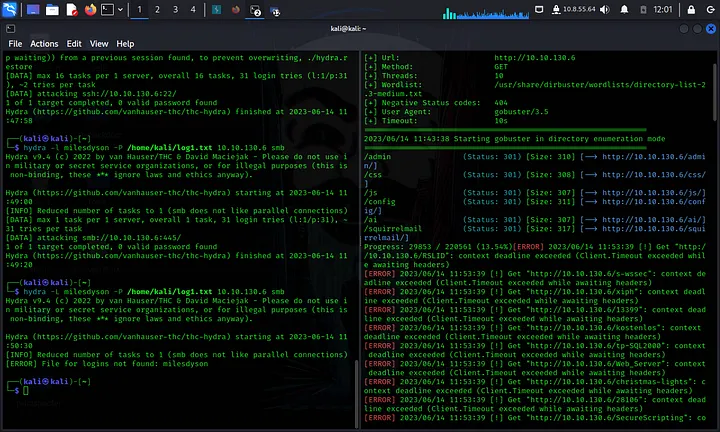 1 2 3 4
10.8.55.64
12:01
kali@kali: ~
File Actions Edit View Help
p waiting)) from a previous session found, to prevent overwriting, ./hydra.re
store
[DATA] max 16 tasks per 1 server, overall 16 tasks, 31 login tries (l:1/p:31
), ~2 tries per task
[DATA] attacking ssh://10.10.130.6:22/
1 of 1 target completed, 0 valid password found
Hydra (https://github.com/vanhauser-thc/thc-hydra) finished at 2023-06-14 11
:47:58
┌──(kali㉿kali)-[~]
└─$ hydra -l milesdyson -P /home/kali/log1.txt 10.10.130.6 smb
Hydra v9.4 (c) 2022 by van Hauser/THC & David Maciejak - Please do not use i
n military or secret service organizations, or for illegal purposes (this is
non-binding, these *** ignore laws and ethics anyway).
Hydra (https://github.com/vanhauser-thc/thc-hydra) starting at 2023-06-14 11
:49:00
[INFO] Reduced number of tasks to 1 (smb does not like parallel connections)
[DATA] max 1 task per 1 server, overall 1 task, 31 login tries (l:1/p:31), ~
31 tries per task
[DATA] attacking smb://10.10.130.6:445/
1 of 1 target completed, 0 valid password found
Hydra (https://github.com/vanhauser-thc/thc-hydra) finished at 2023-06-14 11
:49:20
┌──(kali㉿kali)-[~]
└─$ hydra -L milesdyson -P /home/kali/log1.txt 10.10.130.6 smb
Hydra v9.4 (c) 2022 by van Hauser/THC & David Maciejak - Please do not use i
n military or secret service organizations, or for illegal purposes (this is
non-binding, these *** ignore laws and ethics anyway).
Hydra (https://github.com/vanhauser-thc/thc-hydra) starting at 2023-06-14 11
:50:30
[INFO] Reduced number of tasks to 1 (smb does not like parallel connections)
[ERROR] File for logins not found: milesdyson
┌──(kali㉿kali)-[~]
└─$
[+] Url: http://10.10.130.6
[+] Method: GET
[+] Threads: 10
[+] Wordlist: /usr/share/dirbuster/wordlists/directory-list-2
.3-medium.txt
[+] Negative Status codes: 404
[+] User Agent: gobuster/3.5
[+] Timeout: 10s
2023/06/14 11:43:38 Starting gobuster in directory enumeration mode
/admin (Status: 301) [Size: 310] [--> http://10.10.130.6/adm
in/]
/css (Status: 301) [Size: 308] [--> http://10.10.130.6/css/
]
/js (Status: 301) [Size: 307] [--> http://10.10.130.6/js/]
/config (Status: 301) [Size: 311] [--> http://10.10.130.6/conf
ig/]
/ai (Status: 301) [Size: 307] [--> http://10.10.130.6/ai/]
/squirrelmail (Status: 301) [Size: 317] [--> http://10.10.130.6/squi
rrelmail/]
Progress: 29853 / 220561 (13.54%)[ERROR] 2023/06/14 11:53:39 [!] Get "http:/
/10.10.130.6/RSLID": context deadline exceeded (Client.Timeout exceeded whil
e awaiting headers)
[ERROR] 2023/06/14 11:53:39 [!] Get "http://10.10.130.6/s-wssec": context de
adline exceeded (Client.Timeout exceeded while awaiting headers)
[ERROR] 2023/06/14 11:53:39 [!] Get "http://10.10.130.6/xiph": context deadl
ine exceeded (Client.Timeout exceeded while awaiting headers)
[ERROR] 2023/06/14 11:53:39 [!] Get "http://10.10.130.6/13399": context dead
line exceeded (Client.Timeout exceeded while awaiting headers)
[ERROR] 2023/06/14 11:53:39 [!] Get "http://10.10.130.6/kostenlos": context
deadline exceeded (Client.Timeout exceeded while awaiting headers)
[ERROR] 2023/06/14 11:53:39 [!] Get "http://10.10.130.6/tp-SQL2000": context
deadline exceeded (Client.Timeout exceeded while awaiting headers)
[ERROR] 2023/06/14 11:53:39 [!] Get "http://10.10.130.6/Web_Server": context
deadline exceeded (Client.Timeout exceeded while awaiting headers)
[ERROR] 2023/06/14 11:53:39 [!] Get "http://10.10.130.6/christmas-lights": c
ontext deadline exceeded (Client.Timeout exceeded while awaiting headers)
[ERROR] 2023/06/14 11:53:39 [!] Get "http://10.10.130.6/28106": context dead
line exceeded (Client.Timeout exceeded while awaiting headers)
[ERROR] 2023/06/14 11:53:39 [!] Get "http://10.10.130.6/SecureScripting": co